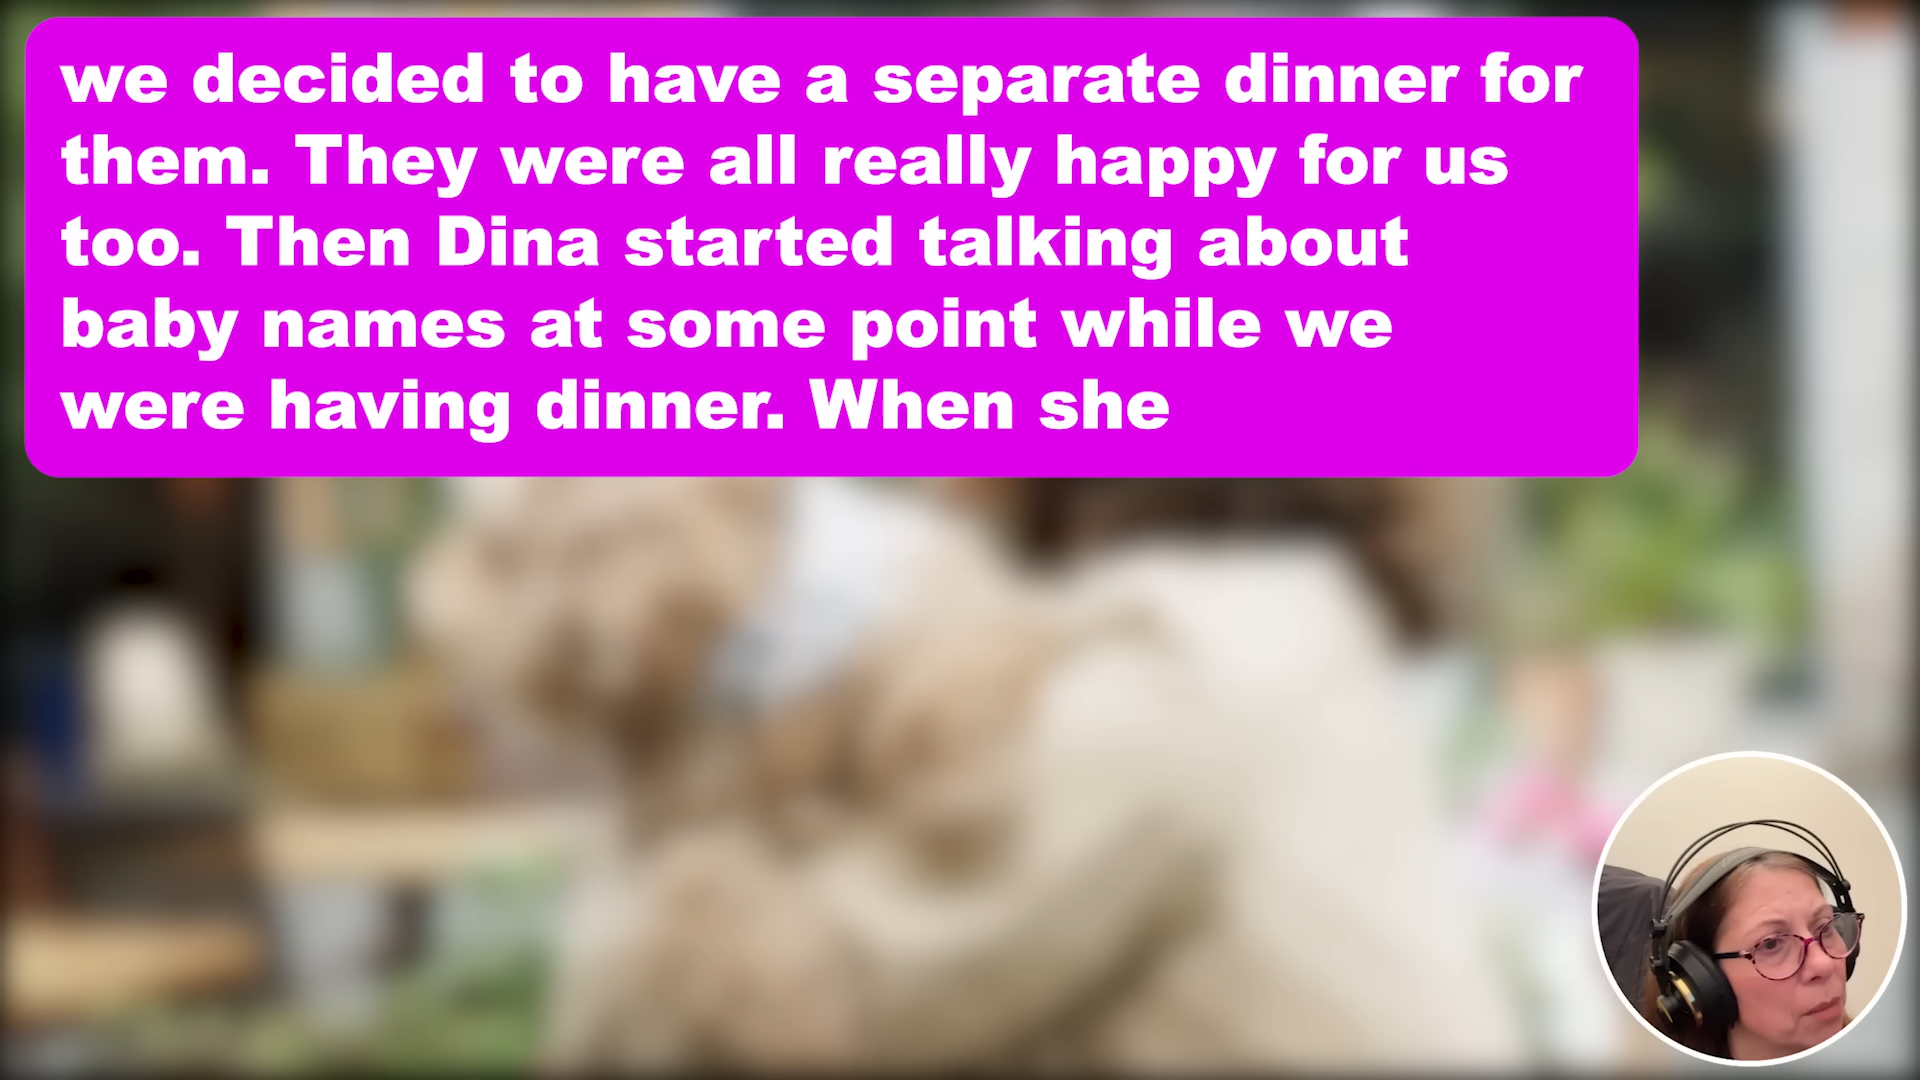 we decided to have a separate dinner for
them. They were all really happy for us
too. Then Dina started talking about
baby names at some point while we
were having dinner. When she